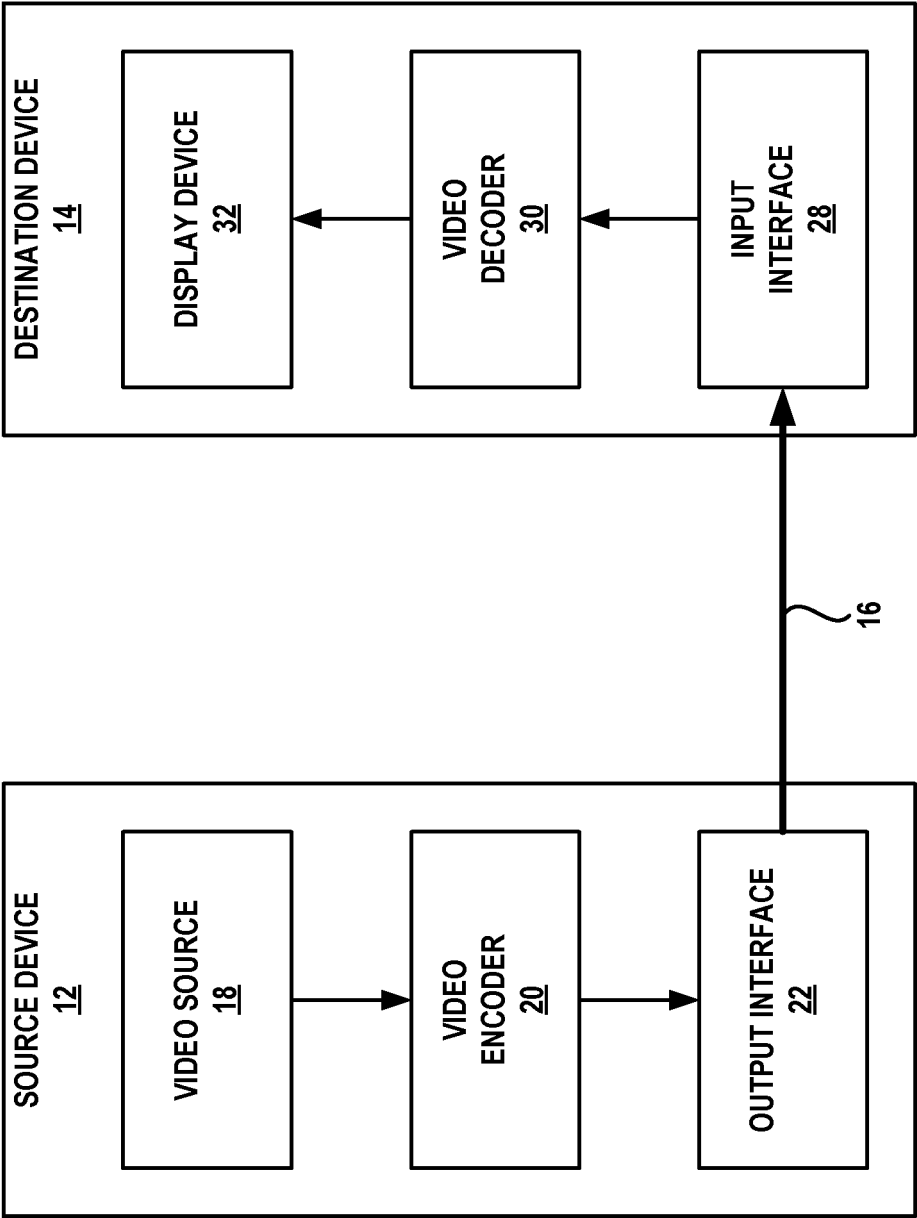 SOURCE DEVICE
12
VIDEO SOURCE
18
VIDEO
ENCODER
20
OUTPUT INTERFACE
22
16
DESTINATION DEVICE
14
DISPLAY DEVICE
32
VIDEO
DECODER
30
INPUT
INTERFACE
28